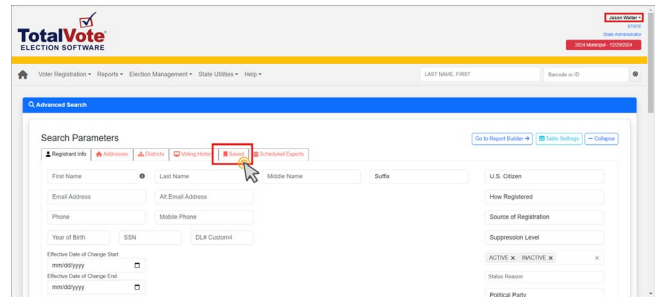 TotalVote
ELECTION SOFTWARE
Jason Walter
STATE
State Administrator
2024 Municipal - 12/09/2024
Voter Registration Reports Election Management State Utilities Help
LAST NAME, FIRST
Barcode or ID
Advanced Search
Search Parameters
Go to Report Builder → Table Settings — Collapse
Registrant Info Addresses Districts Voting History Saved Scheduled Exports
First Name Last Name Middle Name Suffix U.S. Citizen
Email Address Alt Email Address How Registered
Phone Mobile Phone Source of Registration
Year of Birth SSN DL# Custom4 Suppression Level
Effective Date of Change Start
mm/dd/yyyy
ACTIVE × INACTIVE × ×
Effective Date of Change End
mm/dd/yyyy
Status Reason
Political Party